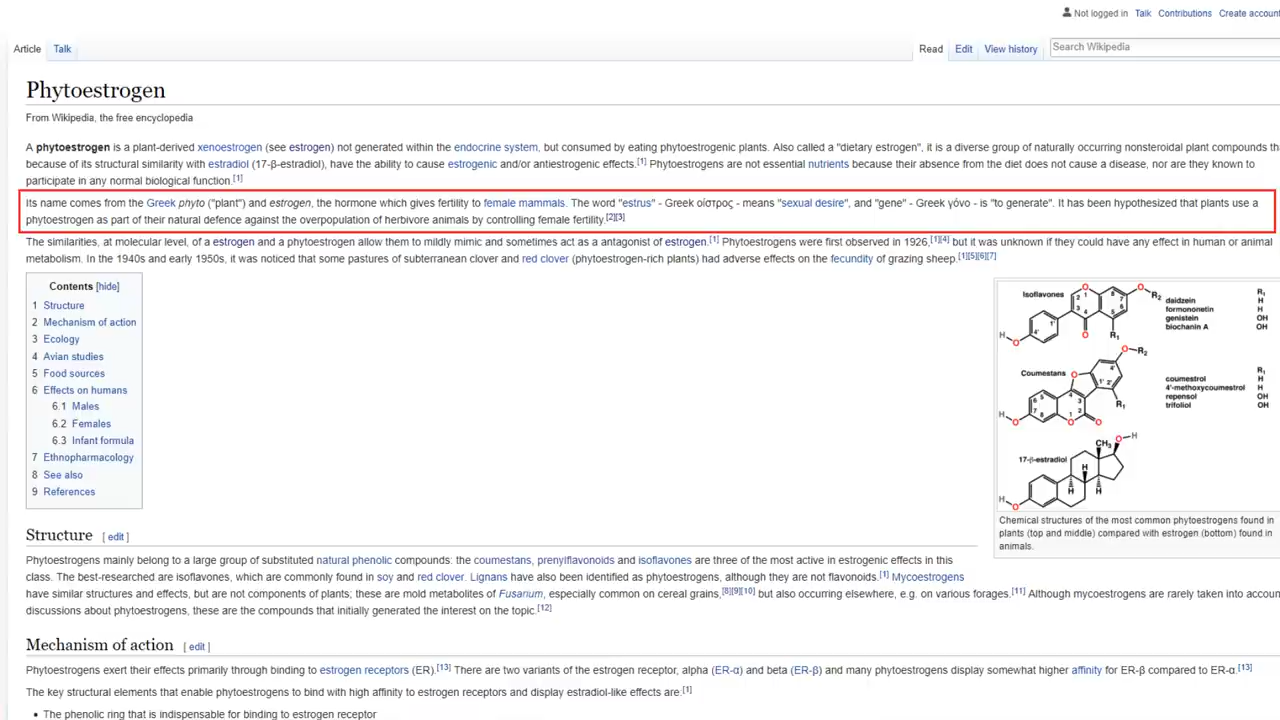 Not logged in Talk Contributions Create account
Article Talk Read Edit View history Search Wikipedia
Phytoestrogen
From Wikipedia, the free encyclopedia
A phytoestrogen is a plant-derived xenoestrogen (see estrogen) not generated within the endocrine system, but consumed by eating phytoestrogenic plants. Also called a "dietary estrogen", it is a diverse group of naturally occurring nonsteroidal plant compounds th
because of its structural similarity with estradiol (17-β-estradiol), have the ability to cause estrogenic and/or antiestrogenic effects.[1] Phytoestrogens are not essential nutrients because their absence from the diet does not cause a disease, nor are they known to
participate in any normal biological function.[1]
Its name comes from the Greek phyto ("plant") and estrogen, the hormone which gives fertility to female mammals. The word "estrus" - Greek οίστρος - means "sexual desire", and "gene" - Greek γόνο - is "to generate". It has been hypothesized that plants use a
phytoestrogen as part of their natural defence against the overpopulation of herbivore animals by controlling female fertility.[2][3]
The similarities, at molecular level, of a estrogen and a phytoestrogen allow them to mildly mimic and sometimes act as a antagonist of estrogen.[1] Phytoestrogens were first observed in 1926,[1][4] but it was unknown if they could have any effect in human or animal
metabolism. In the 1940s and early 1950s, it was noticed that some pastures of subterranean clover and red clover (phytoestrogen-rich plants) had adverse effects on the fecundity of grazing sheep.[1][5][6][7]
Contents [hide]
1 Structure
2 Mechanism of action
3 Ecology
4 Avian studies
5 Food sources
6 Effects on humans
6.1 Males
6.2 Females
6.3 Infant formula
7 Ethnopharmacology
8 See also
9 References
Isoflavones
R1
daidzein H
formononetin H
genistein OH
biochanin A OH
Coumestans
R1
coumestrol H
4'-methoxycoumestrol H
repensol OH
trifoliol OH
17-β-estradiol
Chemical structures of the most common phytoestrogens found in
plants (top and middle) compared with estrogen (bottom) found in
animals.
Structure [ edit ]
Phytoestrogens mainly belong to a large group of substituted natural phenolic compounds: the coumestans, prenylflavonoids and isoflavones are three of the most active in estrogenic effects in this
class. The best-researched are isoflavones, which are commonly found in soy and red clover. Lignans have also been identified as phytoestrogens, although they are not flavonoids.[1] Mycoestrogens
have similar structures and effects, but are not components of plants; these are mold metabolites of Fusarium, especially common on cereal grains,[8][9][10] but also occurring elsewhere, e.g. on various forages.[11] Although mycoestrogens are rarely taken into accoun
discussions about phytoestrogens, these are the compounds that initially generated the interest on the topic.[12]
Mechanism of action [ edit ]
Phytoestrogens exert their effects primarily through binding to estrogen receptors (ER).[13] There are two variants of the estrogen receptor, alpha (ER-α) and beta (ER-β) and many phytoestrogens display somewhat higher affinity for ER-β compared to ER-α.[13]
The key structural elements that enable phytoestrogens to bind with high affinity to estrogen receptors and display estradiol-like effects are:[1]
• The phenolic ring that is indispensable for binding to estrogen receptor